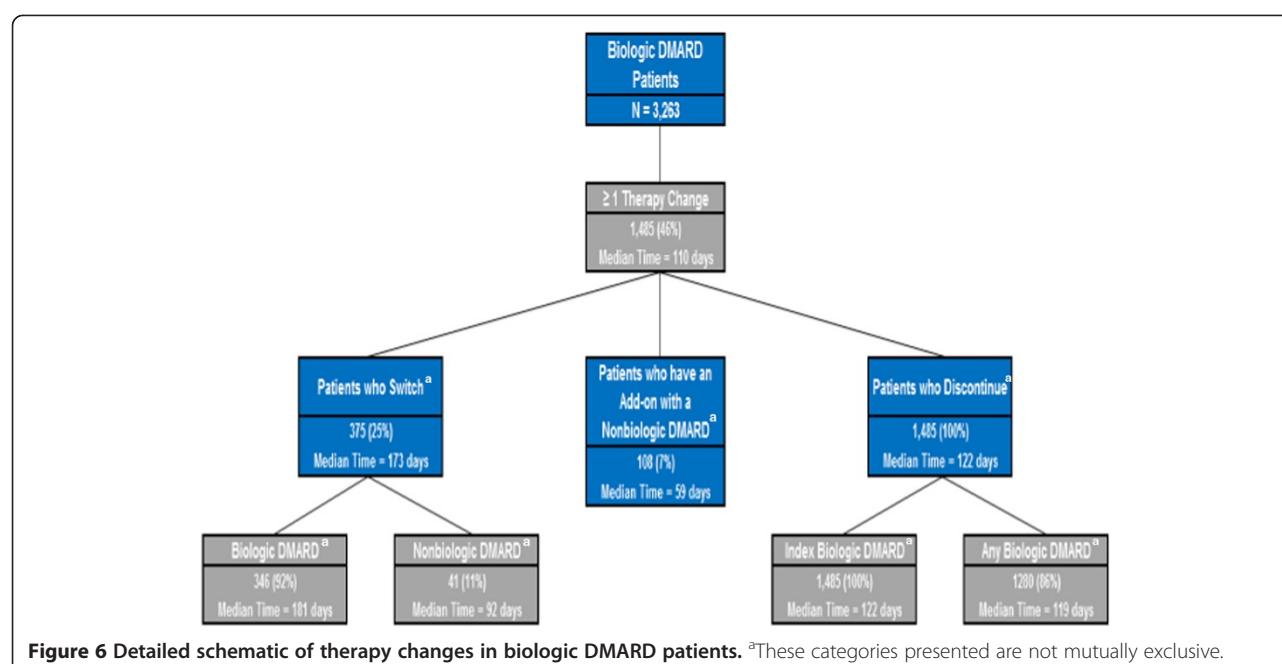 Biologic DMARD
Patients
N = 3,263
≥ 1 Therapy Change
1,485 (46%)
Median Time = 110 days
Patients who Switch a
375 (25%)
Median Time = 173 days
Patients who have an
Add-on with a
Nonbiologic DMARD a
108 (7%)
Median Time = 59 days
Patients who Discontinue a
1,485 (100%)
Median Time = 122 days
Biologic DMARD a
346 (92%)
Median Time = 181 days
Nonbiologic DMARD a
41 (11%)
Median Time = 92 days
Index Biologic DMARD a
1,485 (100%)
Median Time = 122 days
Any Biologic DMARD a
1280 (86%)
Median Time = 119 days
Figure 6 Detailed schematic of therapy changes in biologic DMARD patients. aThese categories presented are not mutually exclusive.